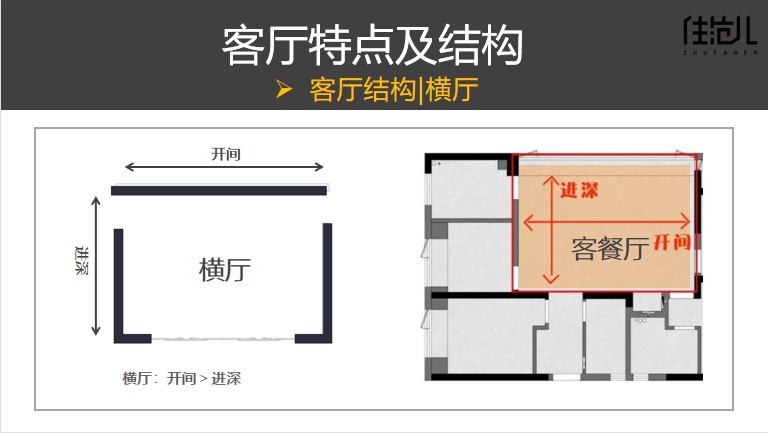 客厅特点及结构
住范儿
ZHUFANER
➢ 客厅结构|横厅
开间
进深
横厅
横厅：开间 > 进深
进深
开间
客餐厅